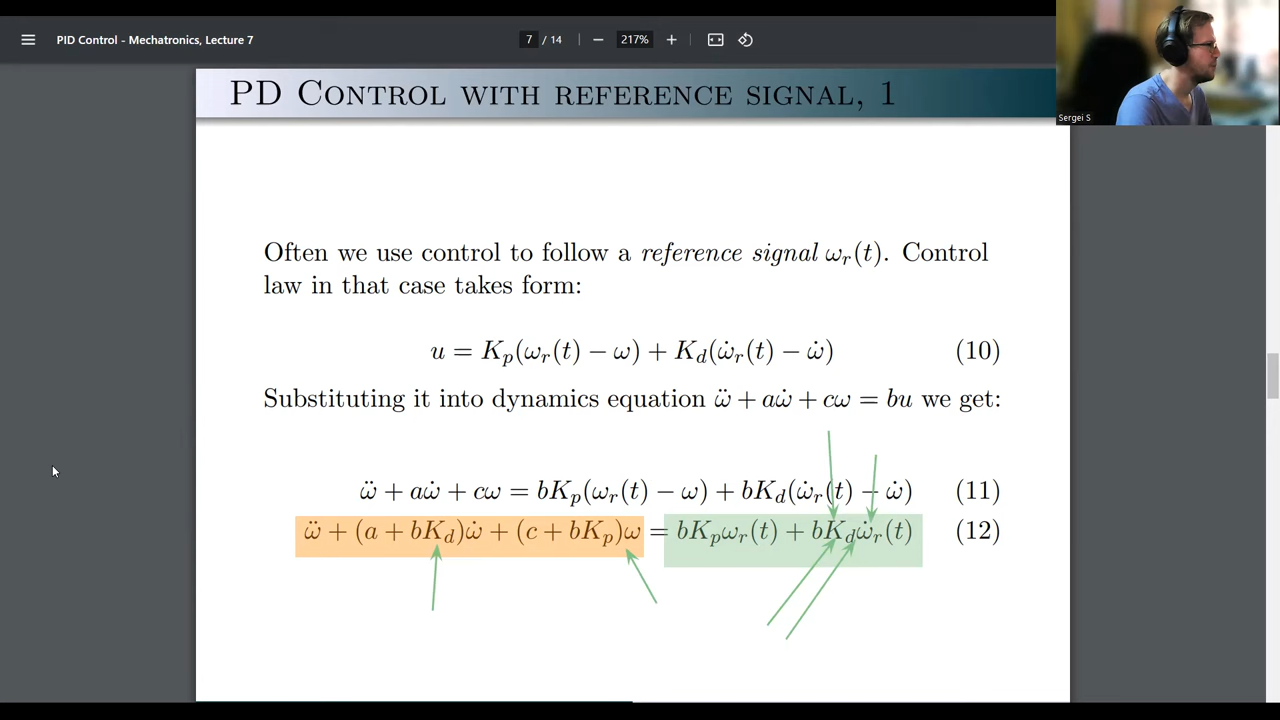 PID Control - Mechatronics, Lecture 7
7 / 14
217%
Sergei S
PD Control with reference signal, 1
Often we use control to follow a reference signal ωᵣ(t). Control
law in that case takes form:
u = Kₚ(ωᵣ(t) − ω) + K_d(ω̇ᵣ(t) − ω̇) (10)
Substituting it into dynamics equation ω̈ + aω̇ + cω = bu we get:
ω̈ + aω̇ + cω = bKₚ(ωᵣ(t) − ω) + bK_d(ω̇ᵣ(t) − ω̇) (11)
ω̈ + (a + bK_d)ω̇ + (c + bKₚ)ω = bKₚωᵣ(t) + bK_dω̇ᵣ(t) (12)